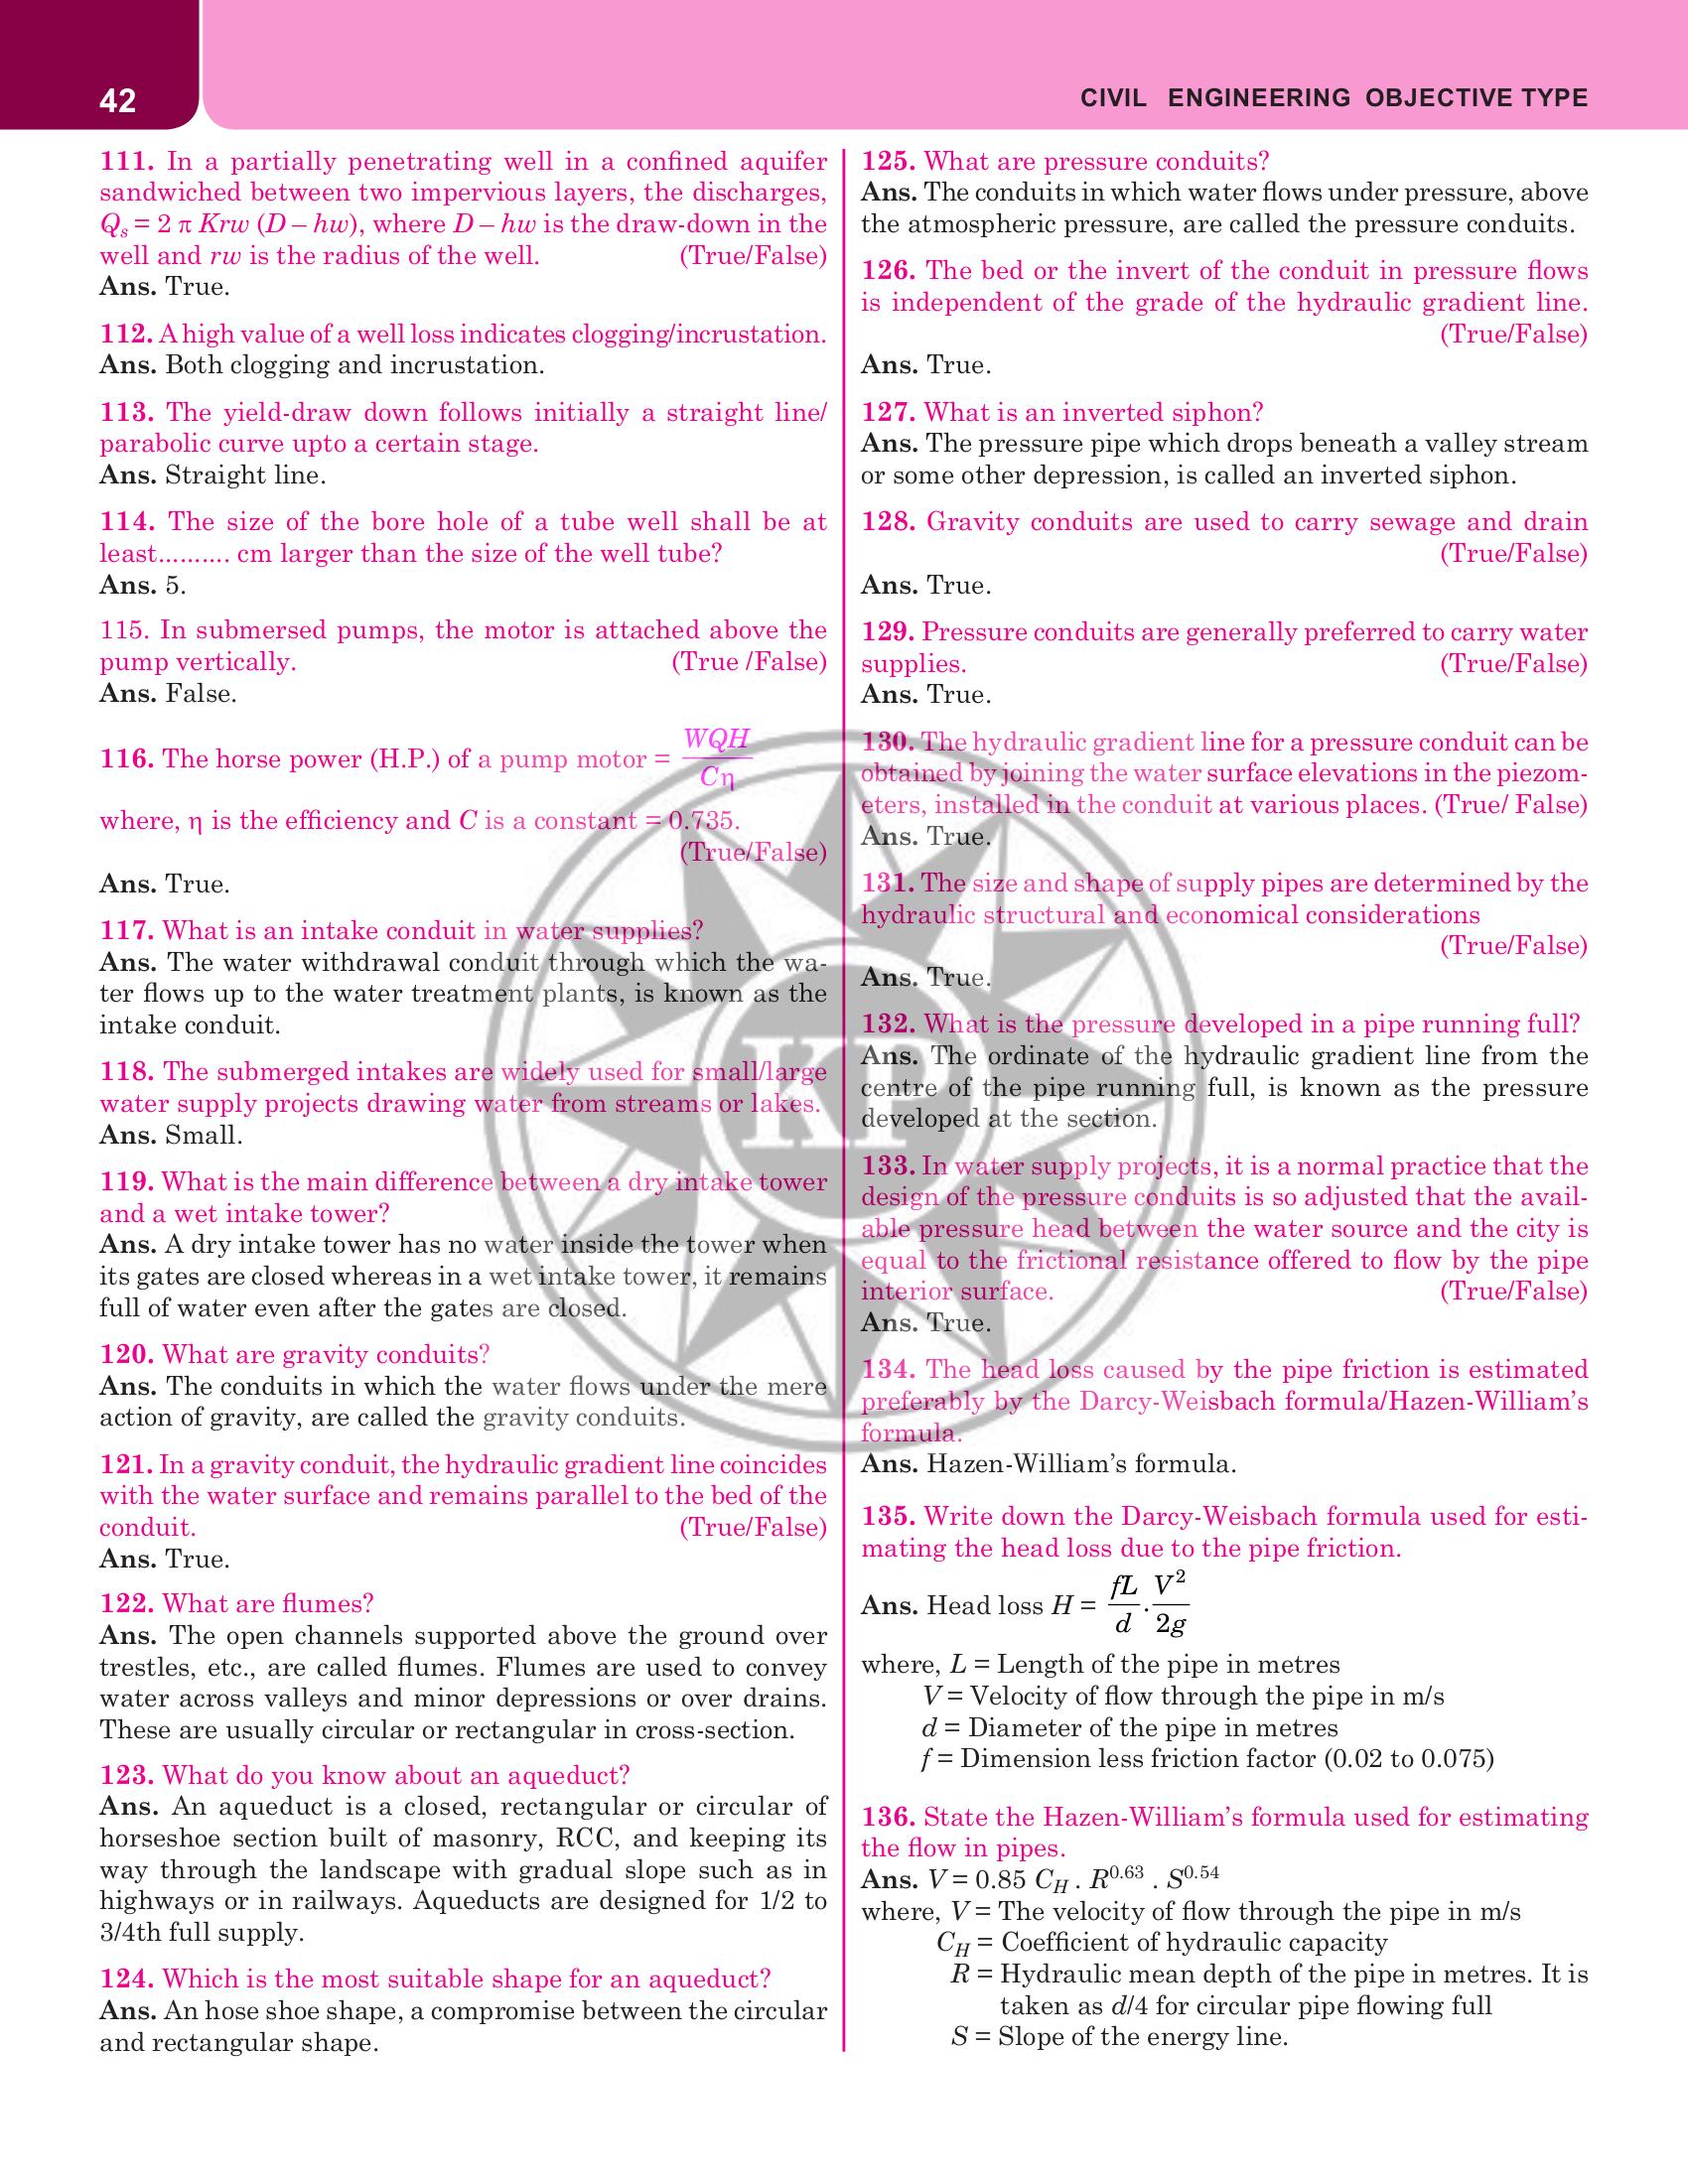 42
CIVIL ENGINEERING OBJECTIVE TYPE
111. In a partially penetrating well in a confined aquifer
sandwiched between two impervious layers, the discharges,
Qₛ = 2 π Krw (D – hw), where D – hw is the draw-down in the
well and rw is the radius of the well. (True/False)
Ans. True.
112. A high value of a well loss indicates clogging/incrustation.
Ans. Both clogging and incrustation.
113. The yield-draw down follows initially a straight line/
parabolic curve upto a certain stage.
Ans. Straight line.
114. The size of the bore hole of a tube well shall be at
least.......... cm larger than the size of the well tube?
Ans. 5.
115. In submersed pumps, the motor is attached above the
pump vertically. (True /False)
Ans. False.
116. The horse power (H.P.) of a pump motor = WQH / Cη
where, η is the efficiency and C is a constant = 0.735.
(True/False)
Ans. True.
117. What is an intake conduit in water supplies?
Ans. The water withdrawal conduit through which the wa-
ter flows up to the water treatment plants, is known as the
intake conduit.
118. The submerged intakes are widely used for small/large
water supply projects drawing water from streams or lakes.
Ans. Small.
119. What is the main difference between a dry intake tower
and a wet intake tower?
Ans. A dry intake tower has no water inside the tower when
its gates are closed whereas in a wet intake tower, it remains
full of water even after the gates are closed.
120. What are gravity conduits?
Ans. The conduits in which the water flows under the mere
action of gravity, are called the gravity conduits.
121. In a gravity conduit, the hydraulic gradient line coincides
with the water surface and remains parallel to the bed of the
conduit. (True/False)
Ans. True.
122. What are flumes?
Ans. The open channels supported above the ground over
trestles, etc., are called flumes. Flumes are used to convey
water across valleys and minor depressions or over drains.
These are usually circular or rectangular in cross-section.
123. What do you know about an aqueduct?
Ans. An aqueduct is a closed, rectangular or circular of
horseshoe section built of masonry, RCC, and keeping its
way through the landscape with gradual slope such as in
highways or in railways. Aqueducts are designed for 1/2 to
3/4th full supply.
124. Which is the most suitable shape for an aqueduct?
Ans. An hose shoe shape, a compromise between the circular
and rectangular shape.
125. What are pressure conduits?
Ans. The conduits in which water flows under pressure, above
the atmospheric pressure, are called the pressure conduits.
126. The bed or the invert of the conduit in pressure flows
is independent of the grade of the hydraulic gradient line.
(True/False)
Ans. True.
127. What is an inverted siphon?
Ans. The pressure pipe which drops beneath a valley stream
or some other depression, is called an inverted siphon.
128. Gravity conduits are used to carry sewage and drain
(True/False)
Ans. True.
129. Pressure conduits are generally preferred to carry water
supplies. (True/False)
Ans. True.
130. The hydraulic gradient line for a pressure conduit can be
obtained by joining the water surface elevations in the piezom-
eters, installed in the conduit at various places. (True/ False)
Ans. True.
131. The size and shape of supply pipes are determined by the
hydraulic structural and economical considerations
(True/False)
Ans. True.
132. What is the pressure developed in a pipe running full?
Ans. The ordinate of the hydraulic gradient line from the
centre of the pipe running full, is known as the pressure
developed at the section.
133. In water supply projects, it is a normal practice that the
design of the pressure conduits is so adjusted that the avail-
able pressure head between the water source and the city is
equal to the frictional resistance offered to flow by the pipe
interior surface. (True/False)
Ans. True.
134. The head loss caused by the pipe friction is estimated
preferably by the Darcy-Weisbach formula/Hazen-William's
formula.
Ans. Hazen-William's formula.
135. Write down the Darcy-Weisbach formula used for esti-
mating the head loss due to the pipe friction.
Ans. Head loss H = fL/d . V²/2g
where, L = Length of the pipe in metres
V = Velocity of flow through the pipe in m/s
d = Diameter of the pipe in metres
f = Dimension less friction factor (0.02 to 0.075)
136. State the Hazen-William's formula used for estimating
the flow in pipes.
Ans. V = 0.85 C_H . R^0.63 . S^0.54
where, V = The velocity of flow through the pipe in m/s
C_H = Coefficient of hydraulic capacity
R = Hydraulic mean depth of the pipe in metres. It is
taken as d/4 for circular pipe flowing full
S = Slope of the energy line.
KP